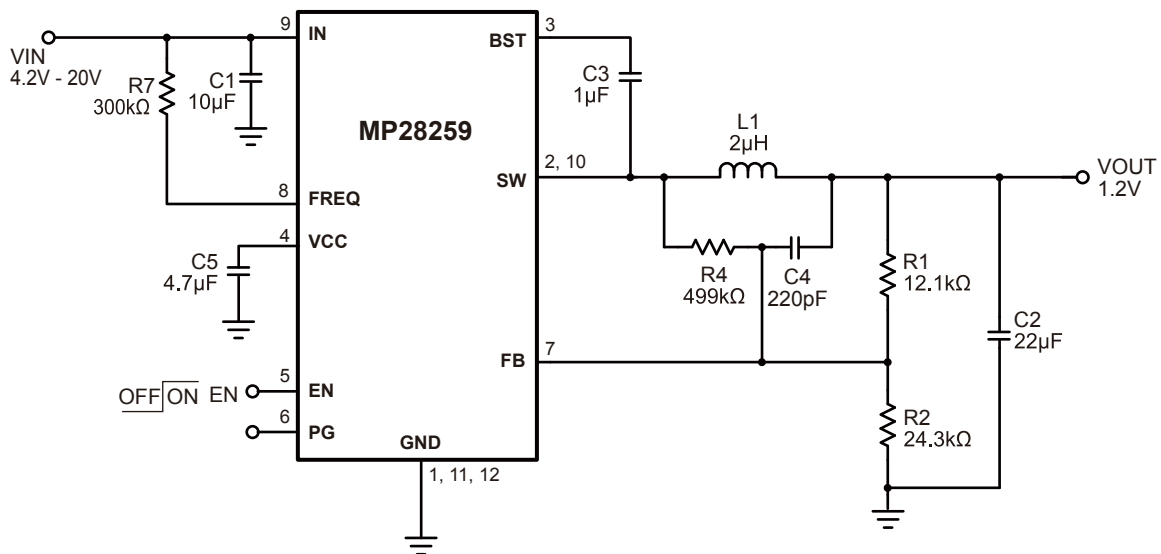 9
IN
3
BST
VIN
4.2V - 20V
R7
300kΩ
C1
10µF
C3
1µF
MP28259
L1
2µH
2, 10
SW
VOUT
1.2V
8
FREQ
4
VCC
C5
4.7µF
R4
499kΩ
C4
220pF
R1
12.1kΩ
C2
22µF
7
FB
OFF ON EN
5
EN
6
PG
GND
1, 11, 12
R2
24.3kΩ